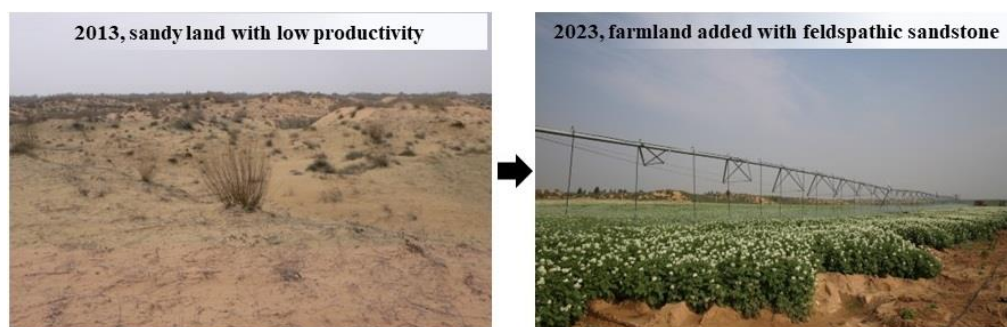 2013, sandy land with low productivity
2023, farmland added with feldspathic sandstone